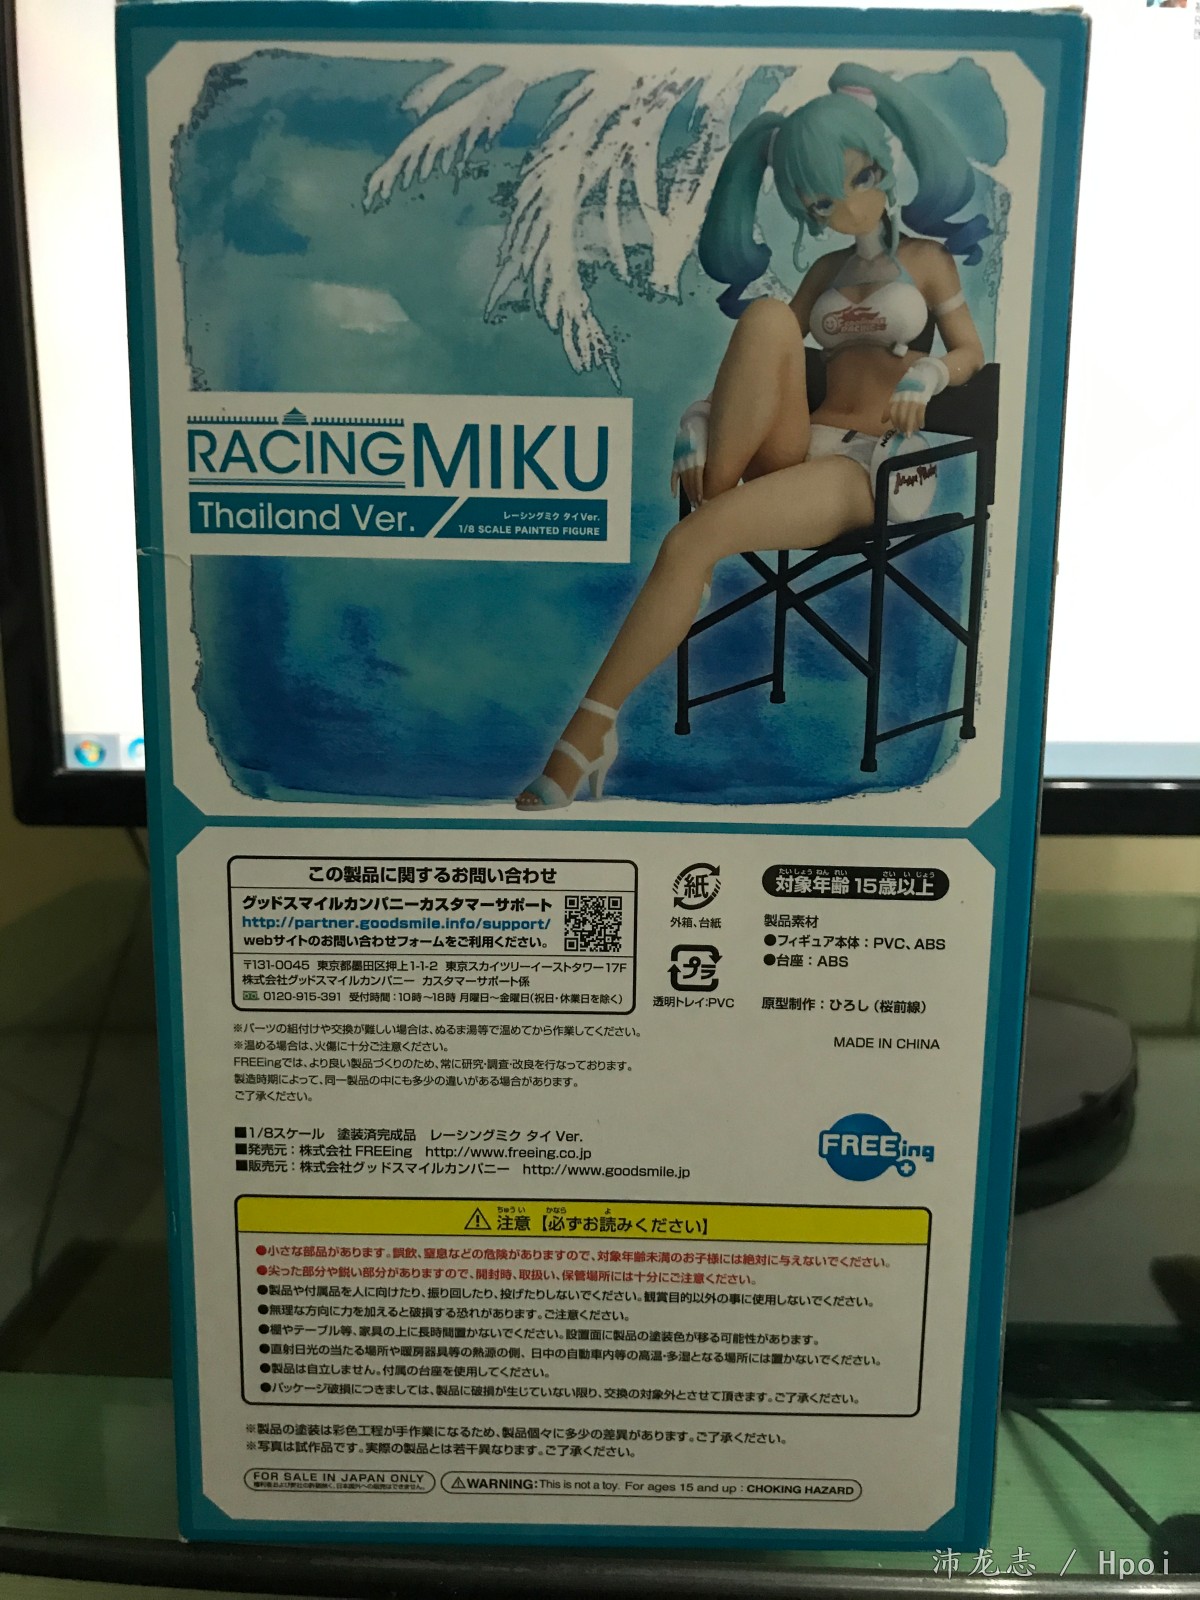 RACING MIKU
Thailand Ver.
レーシングミク タイVer.
1/8 SCALE PAINTED FIGURE
この製品に関するお問い合わせ
グッドスマイルカンパニーカスタマーサポート
http://partner.goodsmile.info/support/
webサイトのお問い合わせフォームをご利用ください。
〒131-0045 東京都墨田区押上1-1-2 東京スカイツリーイーストタワー17F
株式会社グッドスマイルカンパニー カスタマーサポート係
0120-915-391 受付時間：10時～18時 月曜日～金曜日（祝日・休業日を除く）
紙
外箱、台紙
プラ
透明トレイ：PVC
たいしょうねんれい さいいじょう
対象年齢 15歳以上
製品素材
●フィギュア本体：PVC、ABS
●台座：ABS
原型制作：ひろし（桜前線）
MADE IN CHINA
※パーツの組付けや交換が難しい場合は、ぬるま湯等で温めてから作業してください。
※温める場合は、火傷に十分ご注意ください。
FREEingでは、より良い製品づくりのため、常に研究・調査・改良を行なっております。
製造時期によって、同一製品の中にも多少の違いがある場合があります。
ご了承ください。
■1/8スケール 塗装済完成品 レーシングミク タイ Ver.
■発売元：株式会社 FREEing http://www.freeing.co.jp
■販売元：株式会社グッドスマイルカンパニー http://www.goodsmile.jp
FREEing
ちゅうい かなら よ
注意【必ずお読みください】
●小さな部品があります。誤飲、窒息などの危険がありますので、対象年齢未満のお子様には絶対に与えないでください。
●尖った部分や鋭い部分がありますので、開封時、取扱い、保管場所には十分にご注意ください。
●製品や付属品を人に向けたり、振り回したり、投げたりしないでください。観賞目的以外の事に使用しないでください。
●無理な方向に力を加えると破損する恐れがあります。ご注意ください。
●棚やテーブル等、家具の上に長時間置かないでください。設置面に製品の塗装色が移る可能性があります。
●直射日光の当たる場所や暖房器具等の熱源の側、日中の自動車内等の高温・多湿となる場所には置かないでください。
●製品は自立しません。付属の台座を使用してください。
●パッケージ破損につきましては、製品に破損が生じていない限り、交換の対象外とさせて頂きます。ご了承ください。
※製品の塗装は彩色工程が手作業になるため、製品個々に多少の差異があります。ご了承ください。
※写真は試作品です。実際の製品とは若干異なります。ご了承ください。
FOR SALE IN JAPAN ONLY
WARNING: This is not a toy. For ages 15 and up : CHOKING HAZARD
沛龙志 / Hpoi